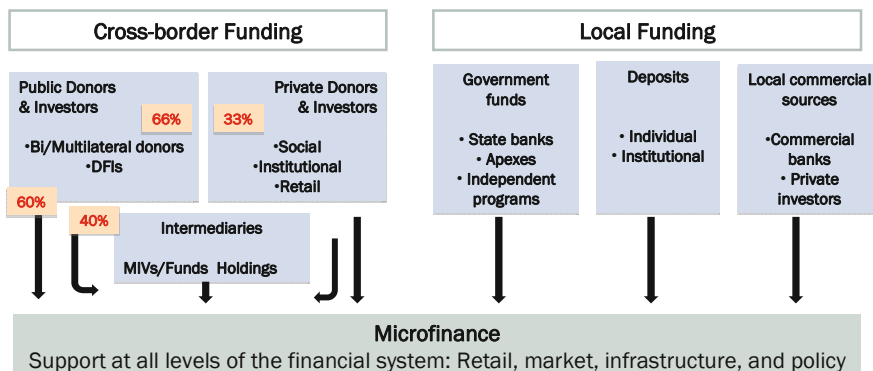 Cross-border Funding
Local Funding
Public Donors
& Investors
66%
•Bi/Multilateral donors
•DFIs
60%
Private Donors
& Investors
33%
•Social
•Institutional
•Retail
40%
Intermediaries
MIVs/Funds Holdings
Government
funds
• State banks
• Apexes
• Independent
programs
Deposits
• Individual
• Institutional
Local commercial
sources
•Commercial
banks
• Private
investors
Microfinance
Support at all levels of the financial system: Retail, market, infrastructure, and policy